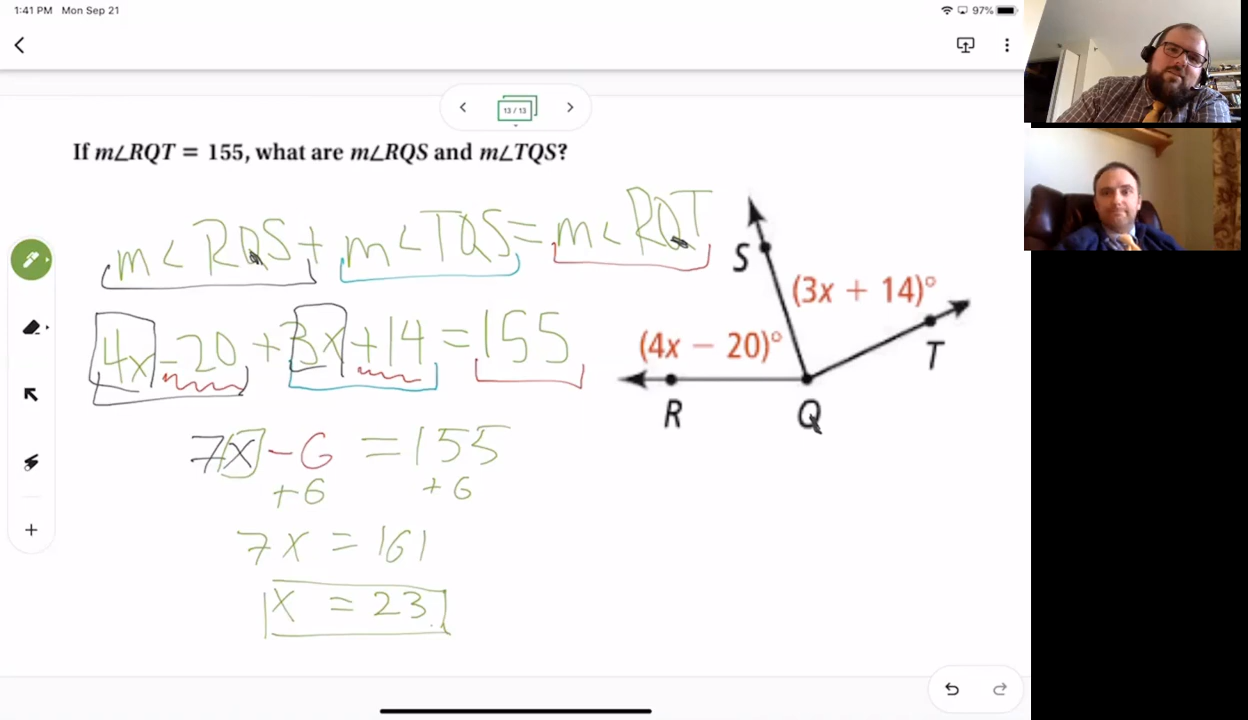 1:41 PM Mon Sep 21
97%
13 / 13
If m∠RQT = 155, what are m∠RQS and m∠TQS?
m∠RQS + m∠TQS = m∠RQT
4x - 20 + 3x + 14 = 155
7x - 6 = 155
+6 +6
7x = 161
x = 23
S
(3x + 14)°
(4x − 20)°
T
R
Q